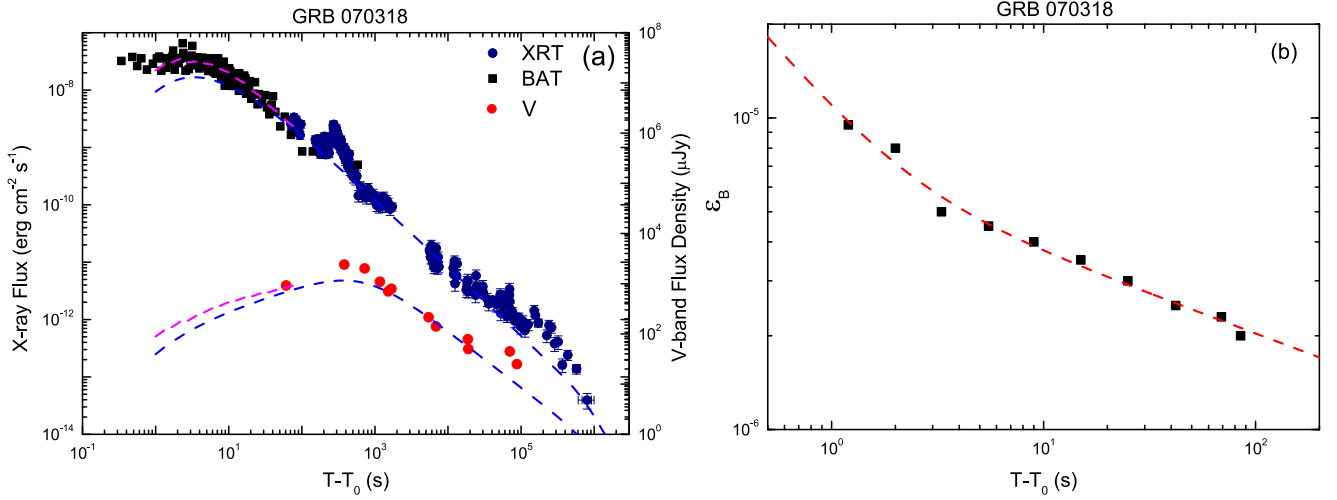 GRB 070318
(a)
XRT
BAT
V
X-ray Flux (erg cm⁻² s⁻¹)
10⁻⁸
10⁻¹⁰
10⁻¹²
10⁻¹⁴
10⁸
10⁶
10⁴
10²
10⁰
V-band Flux Density (μJy)
10⁻¹ 10¹ 10³ 10⁵
T-T₀ (s)
GRB 070318
(b)
ε_B
10⁻⁵
10⁻⁶
10⁰ 10¹ 10²
T-T₀ (s)